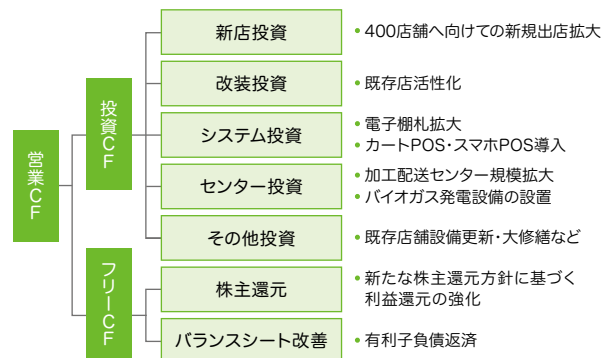 営業CF
投資CF
新店投資
• 400店舗へ向けての新規出店拡大
改装投資
• 既存店活性化
システム投資
• 電子棚札拡大
• カートPOS・スマホPOS導入
センター投資
• 加工配送センター規模拡大
• バイオガス発電設備の設置
その他投資
• 既存店舗設備更新・大修繕など
フリーCF
株主還元
• 新たな株主還元方針に基づく
利益還元の強化
バランスシート改善
• 有利子負債返済